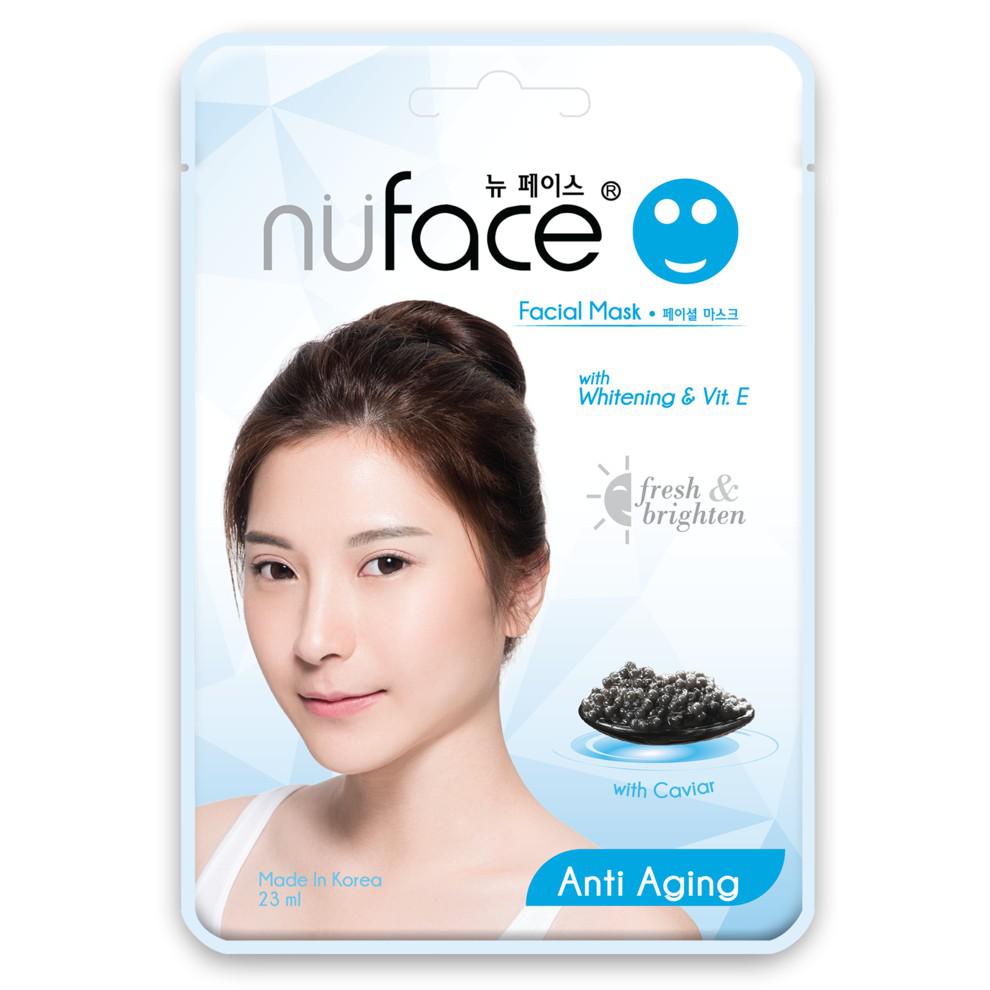 뉴 페이스
nüface®
Facial Mask • 페이셜 마스크
with
Whitening & Vit. E
fresh &
brighten
with Caviar
Made In Korea
23 ml
Anti Aging